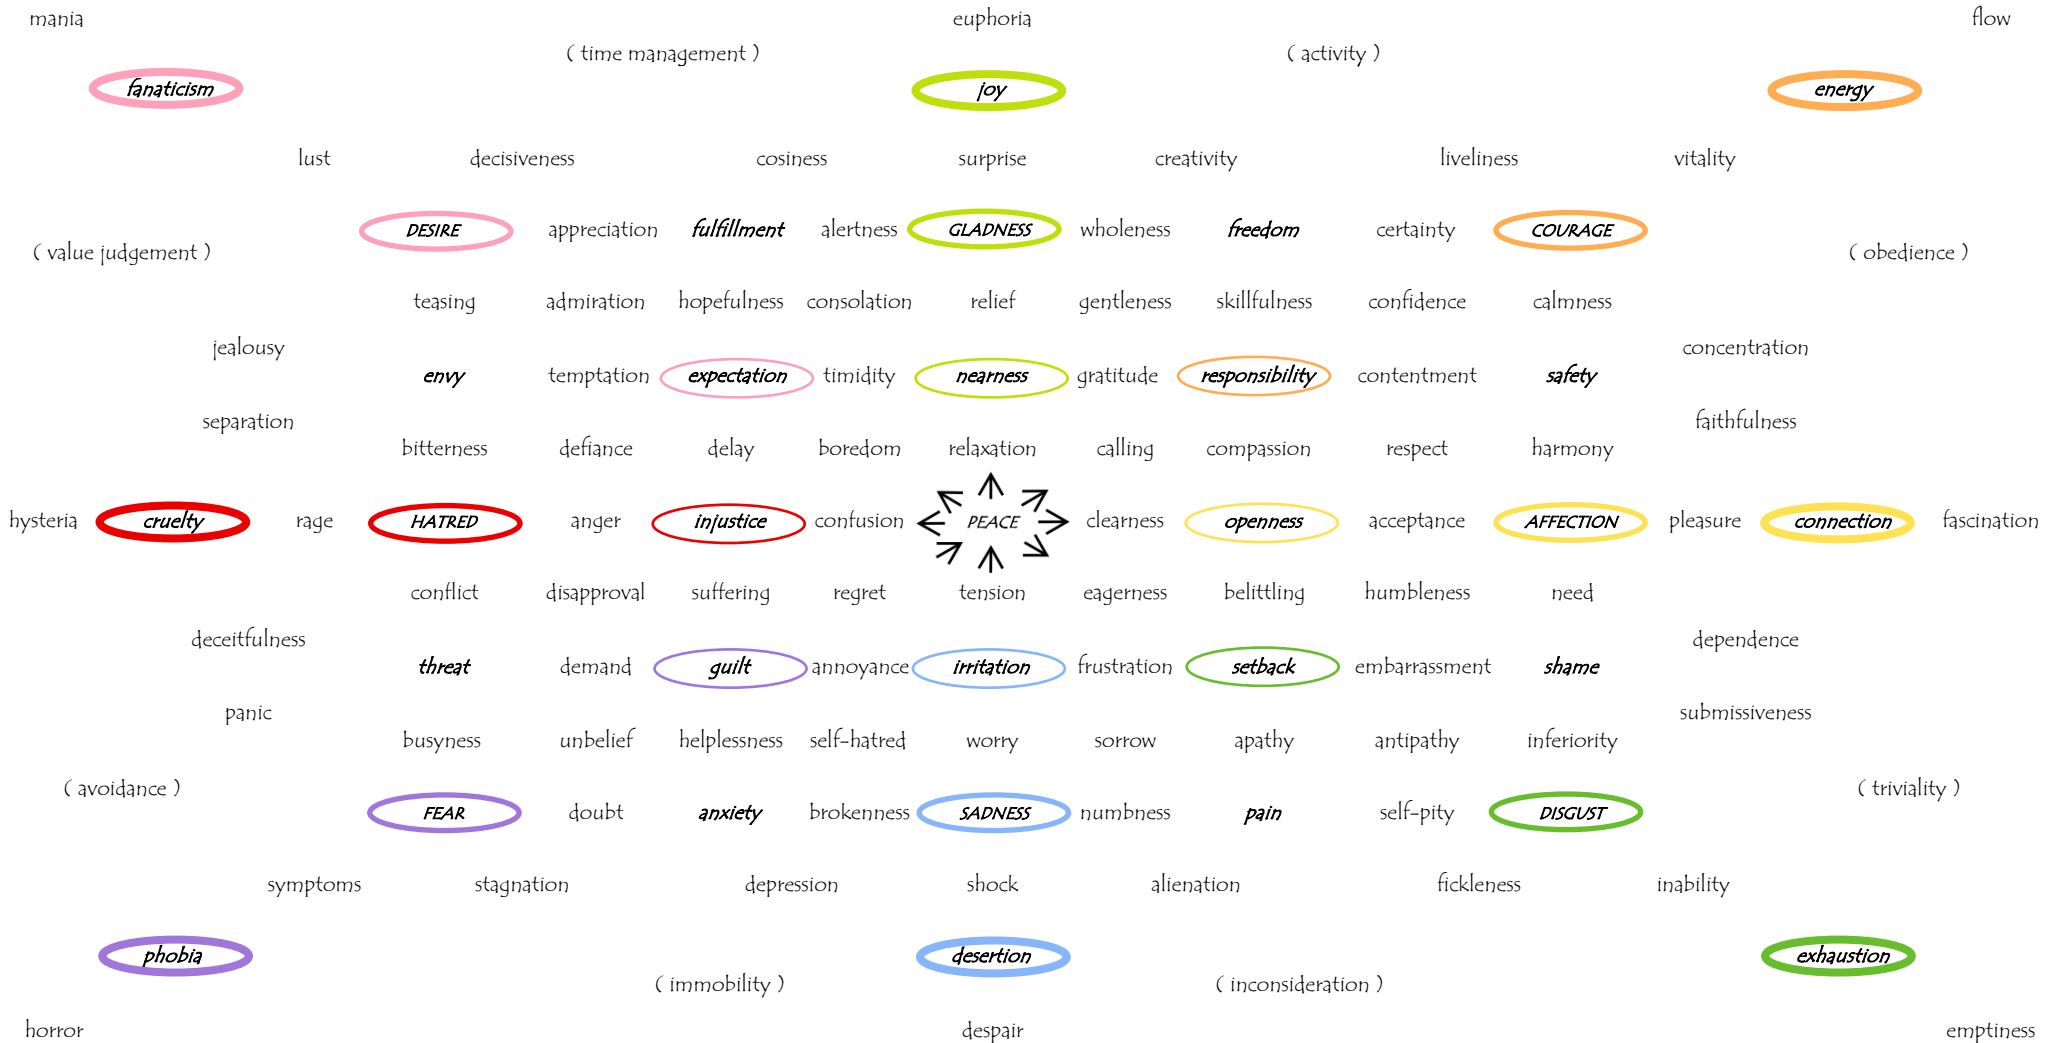 mania euphoria flow
( time management ) ( activity )
fanaticism joy energy
lust decisiveness cosiness surprise creativity liveliness vitality
DESIRE appreciation fulfillment alertness GLADNESS wholeness freedom certainty COURAGE
( value judgement ) ( obedience )
teasing admiration hopefulness consolation relief gentleness skillfulness confidence calmness
jealousy concentration
envy temptation expectation timidity nearness gratitude responsibility contentment safety
separation faithfulness
bitterness defiance delay boredom relaxation calling compassion respect harmony
hysteria cruelty rage HATRED anger injustice confusion PEACE clearness openness acceptance AFFECTION pleasure connection fascination
conflict disapproval suffering regret tension eagerness belittling humbleness need
deceitfulness dependence
threat demand guilt annoyance irritation frustration setback embarrassment shame
panic submissiveness
busyness unbelief helplessness self-hatred worry sorrow apathy antipathy inferiority
( avoidance ) ( triviality )
FEAR doubt anxiety brokenness SADNESS numbness pain self-pity DISGUST
symptoms stagnation depression shock alienation fickleness inability
phobia desertion exhaustion
( immobility ) ( inconsideration )
horror despair emptiness